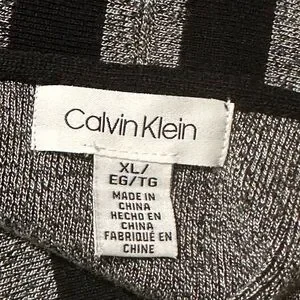 Calvin Klein
XL/
EG/TG
MADE IN
CHINA
HECHO EN
CHINA
FABRIQUÉ EN
CHINE